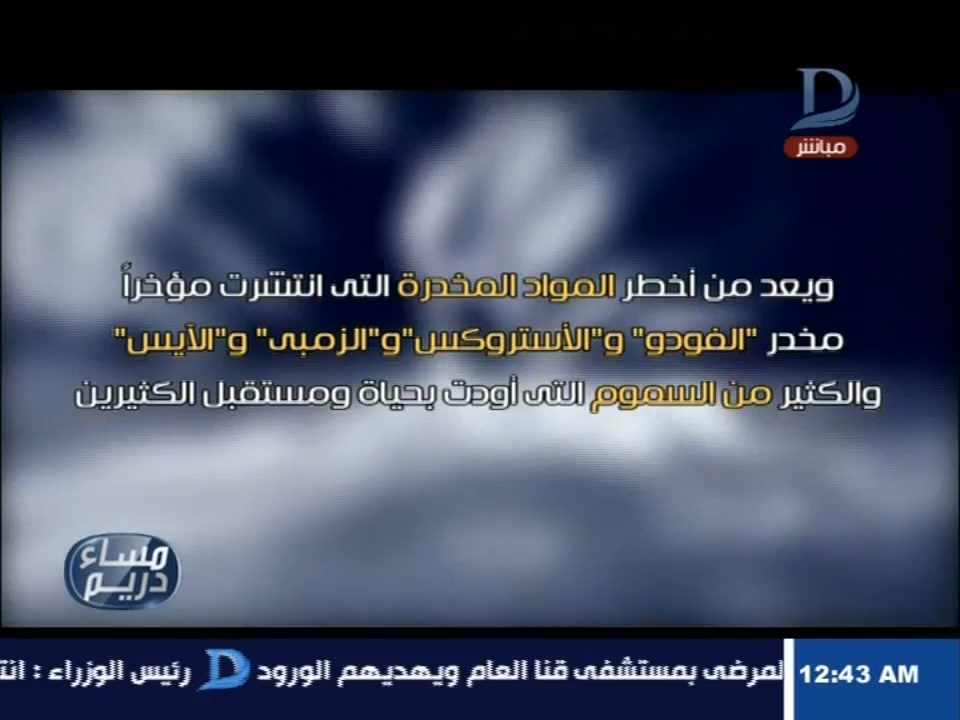 مباشر
ويعد من أخطر المواد المخدرة التى انتشرت مؤخراً
مخدر "الفودو" و"الأستروكس"و"الزمبى" و"الآيس"
والكثير من السموم التى أودت بحياة ومستقبل الكثيرين
مساء
دريم
لمرضى بمستشفى قنا العام ويهديهم الورود رئيس الوزراء : انت
12:43 AM